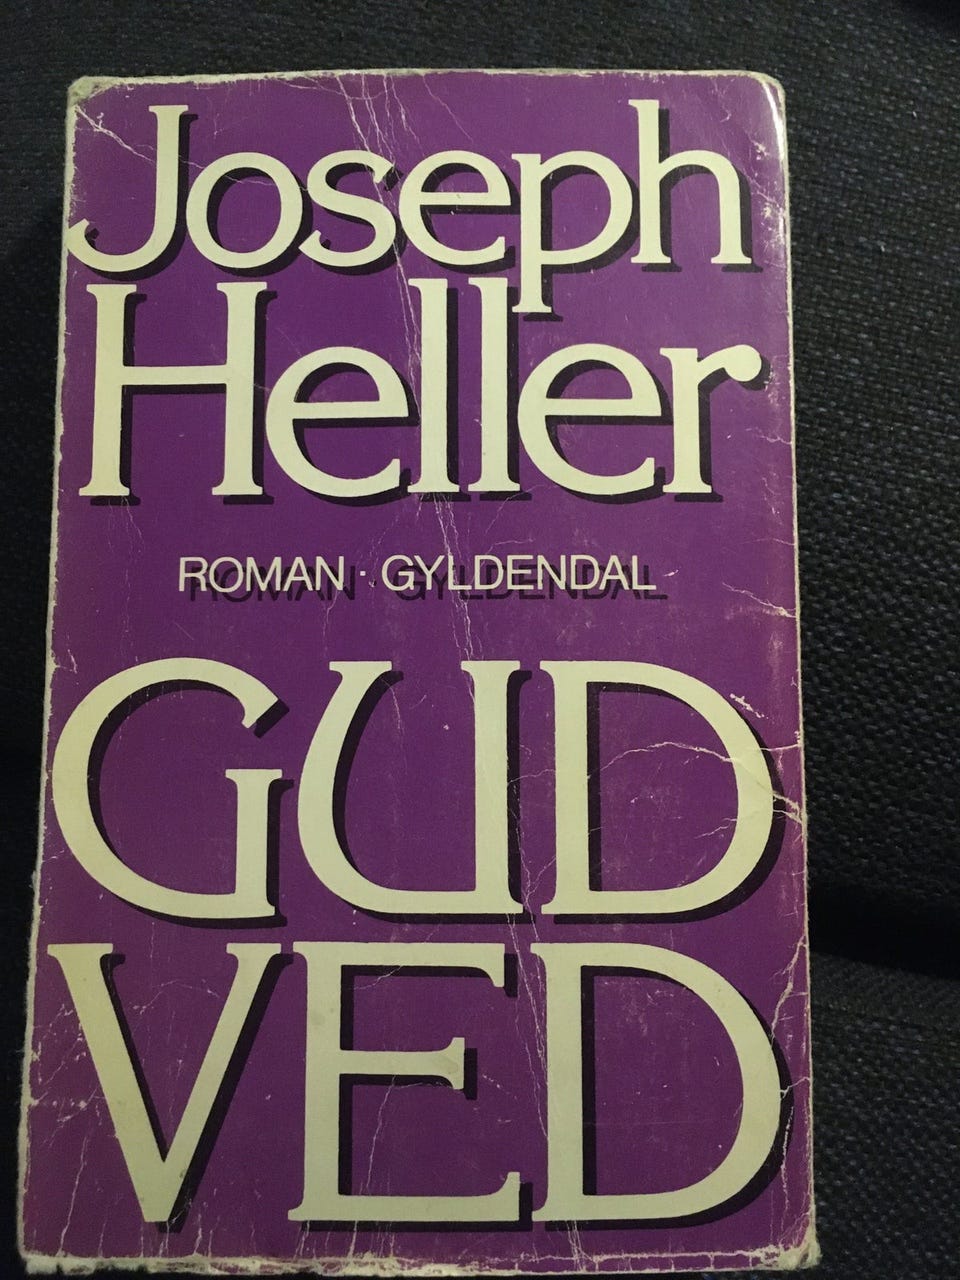 Joseph
Heller
ROMAN · GYLDENDAL
GUD
VED